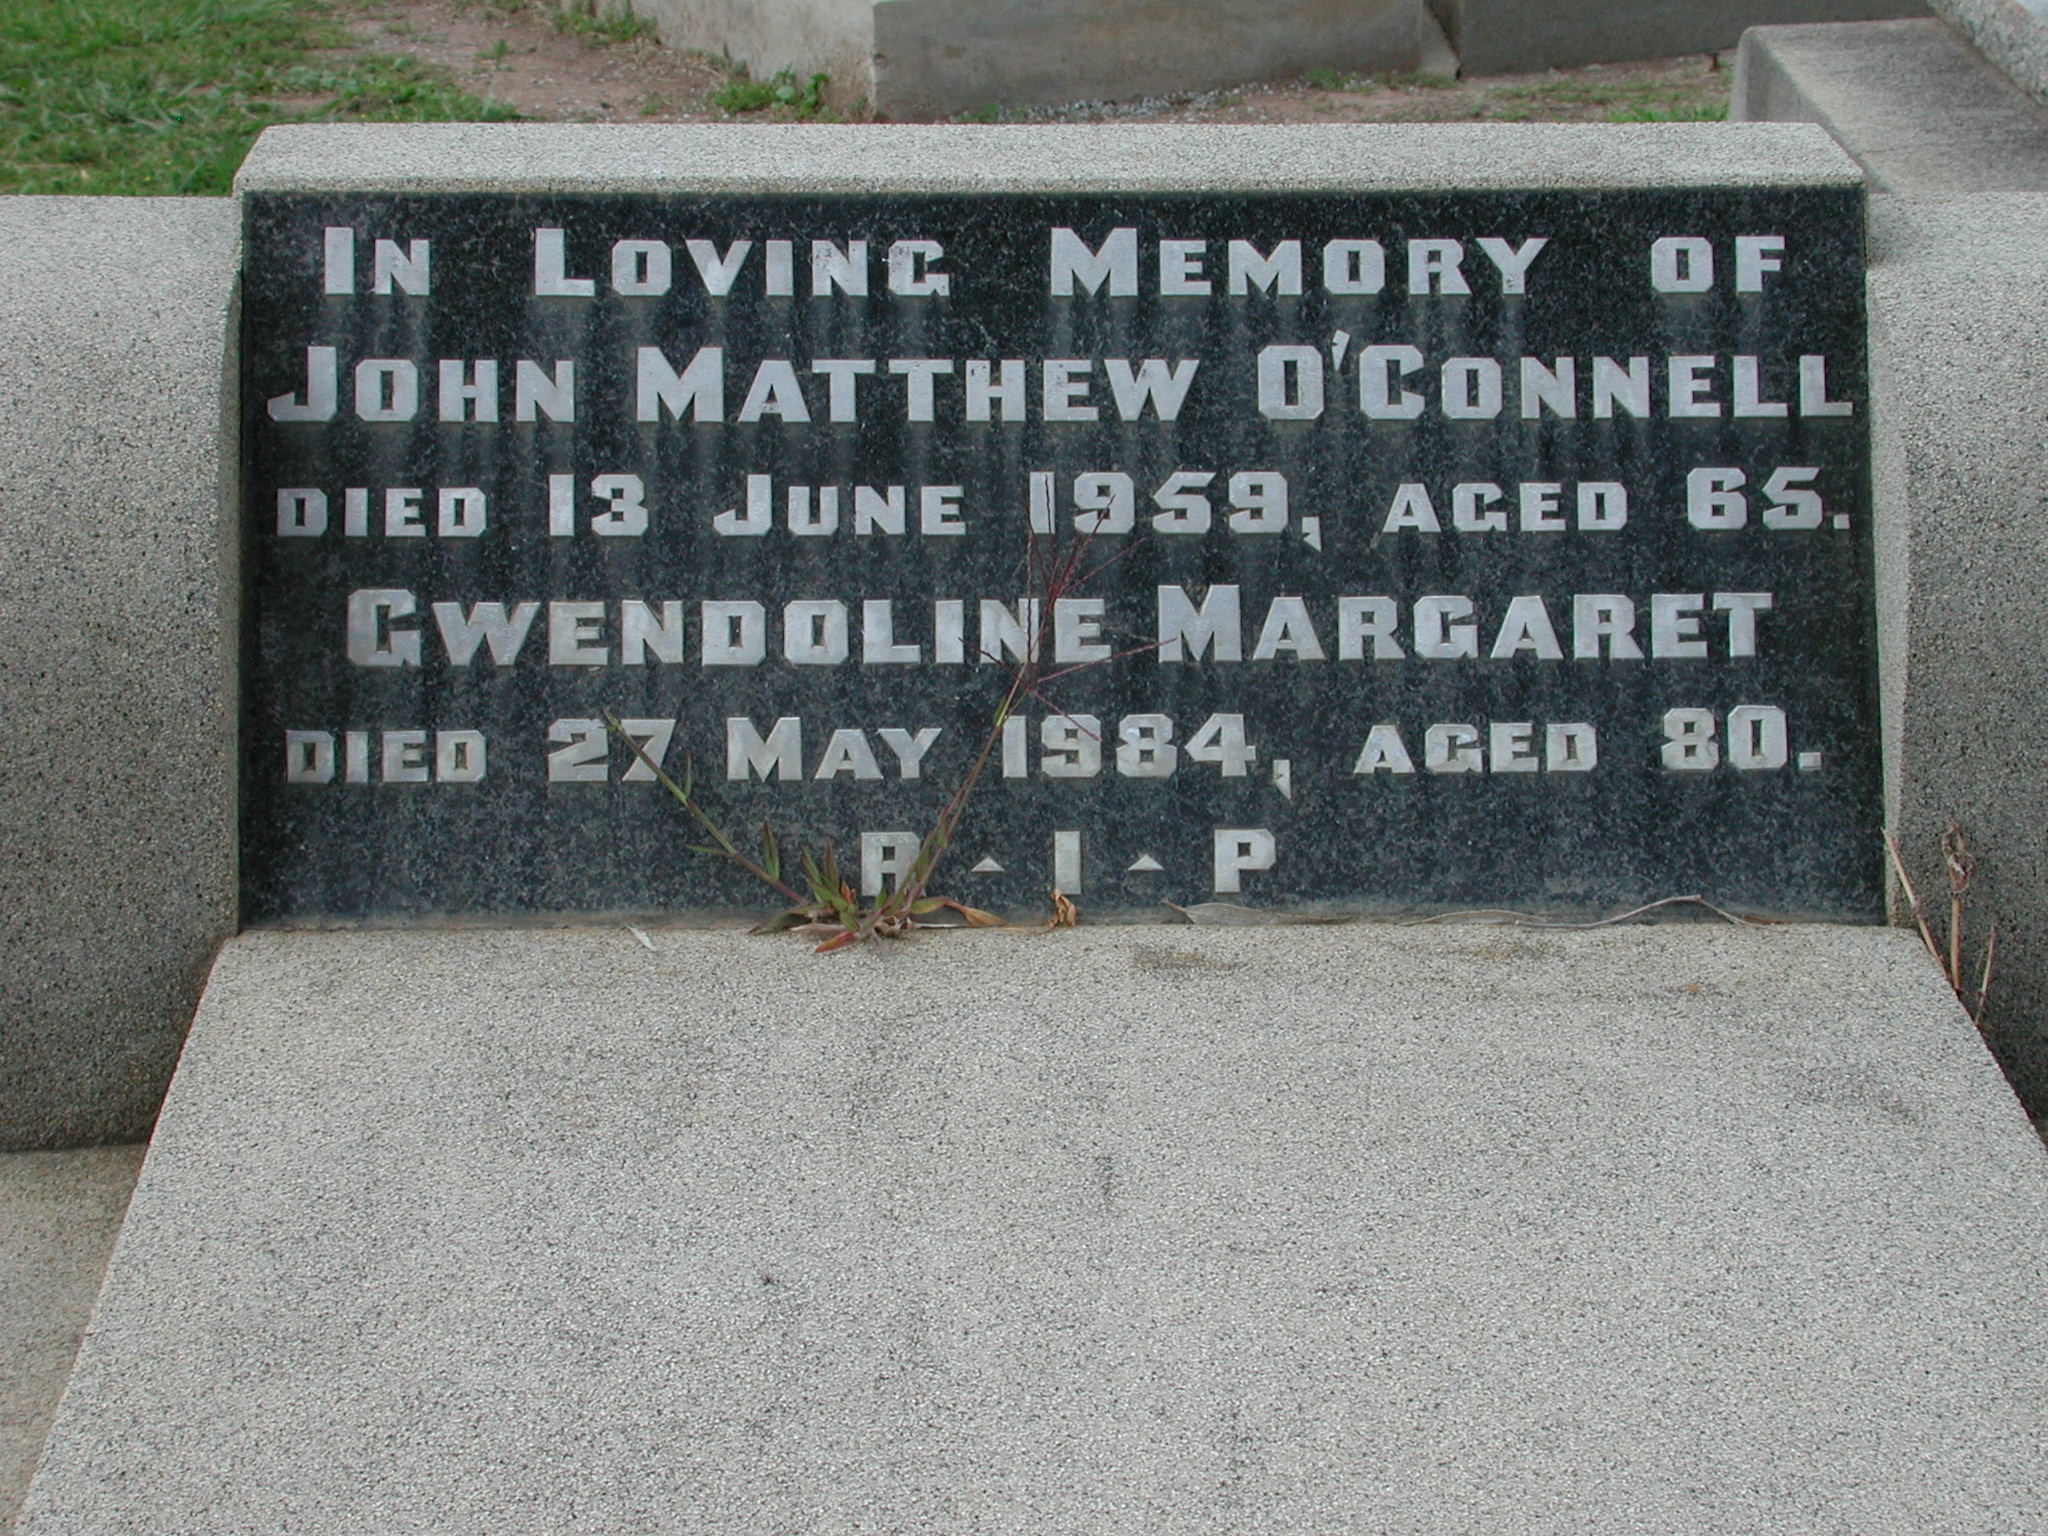 IN LOVING MEMORY OF
JOHN MATTHEW O'CONNELL
DIED 13 JUNE 1959, AGED 65.
GWENDOLINE MARGARET
DIED 27 MAY 1984, AGED 80.
R - I - P